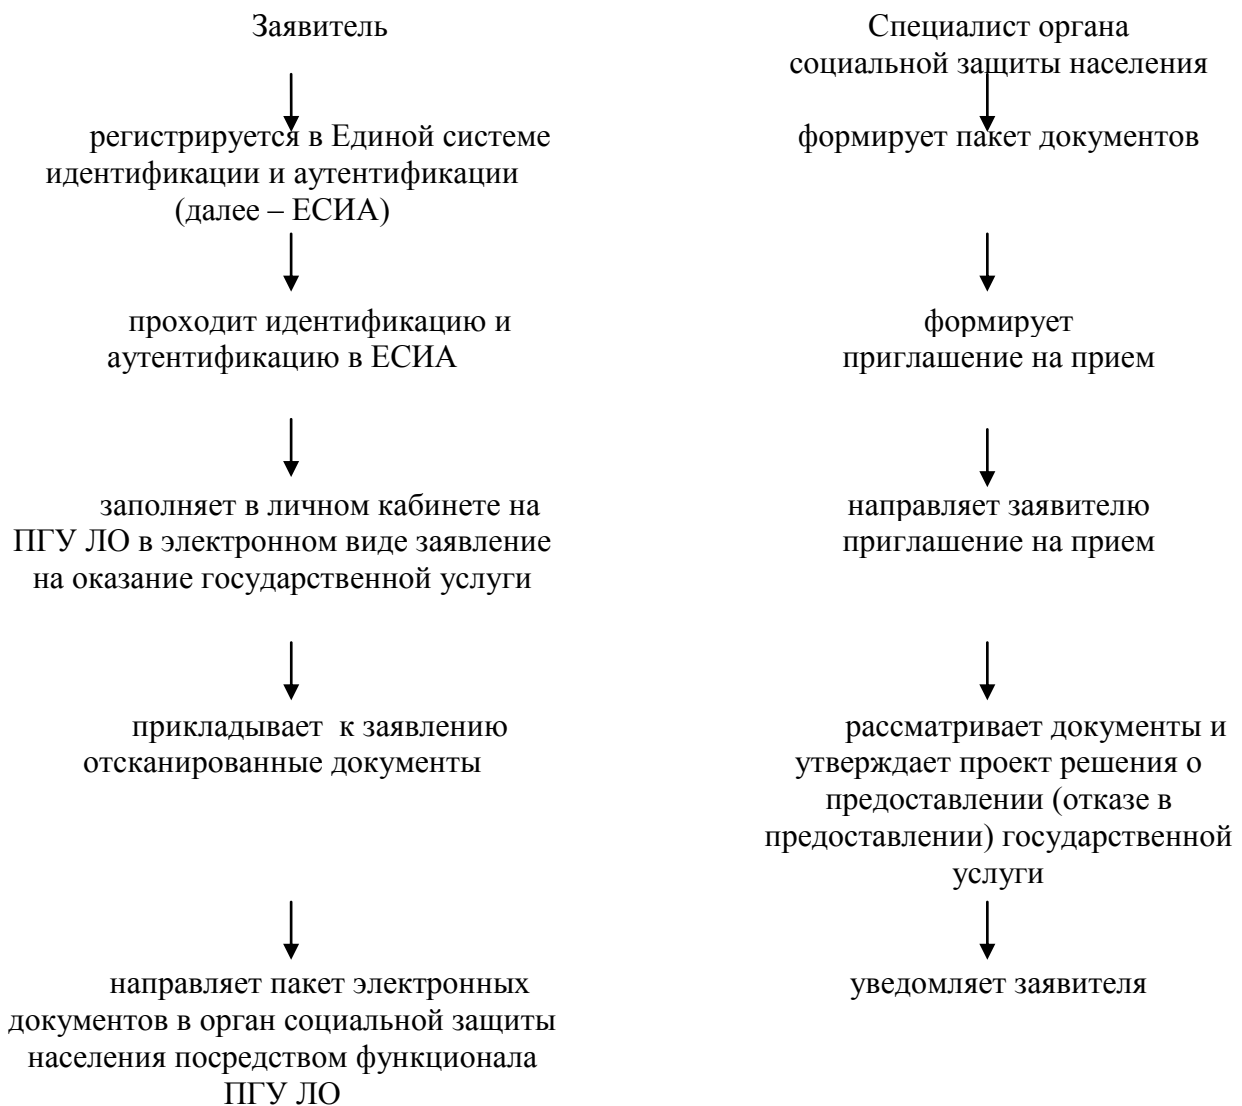 Заявитель
регистрируется в Единой системе
идентификации и аутентификации
(далее – ЕСИА)
проходит идентификацию и
аутентификацию в ЕСИА
заполняет в личном кабинете на
ПГУ ЛО в электронном виде заявление
на оказание государственной услуги
прикладывает к заявлению
отсканированные документы
направляет пакет электронных
документов в орган социальной защиты
населения посредством функционала
ПГУ ЛО
Специалист органа
социальной защиты населения
формирует пакет документов
формирует
приглашение на прием
направляет заявителю
приглашение на прием
рассматривает документы и
утверждает проект решения о
предоставлении (отказе в
предоставлении) государственной
услуги
уведомляет заявителя